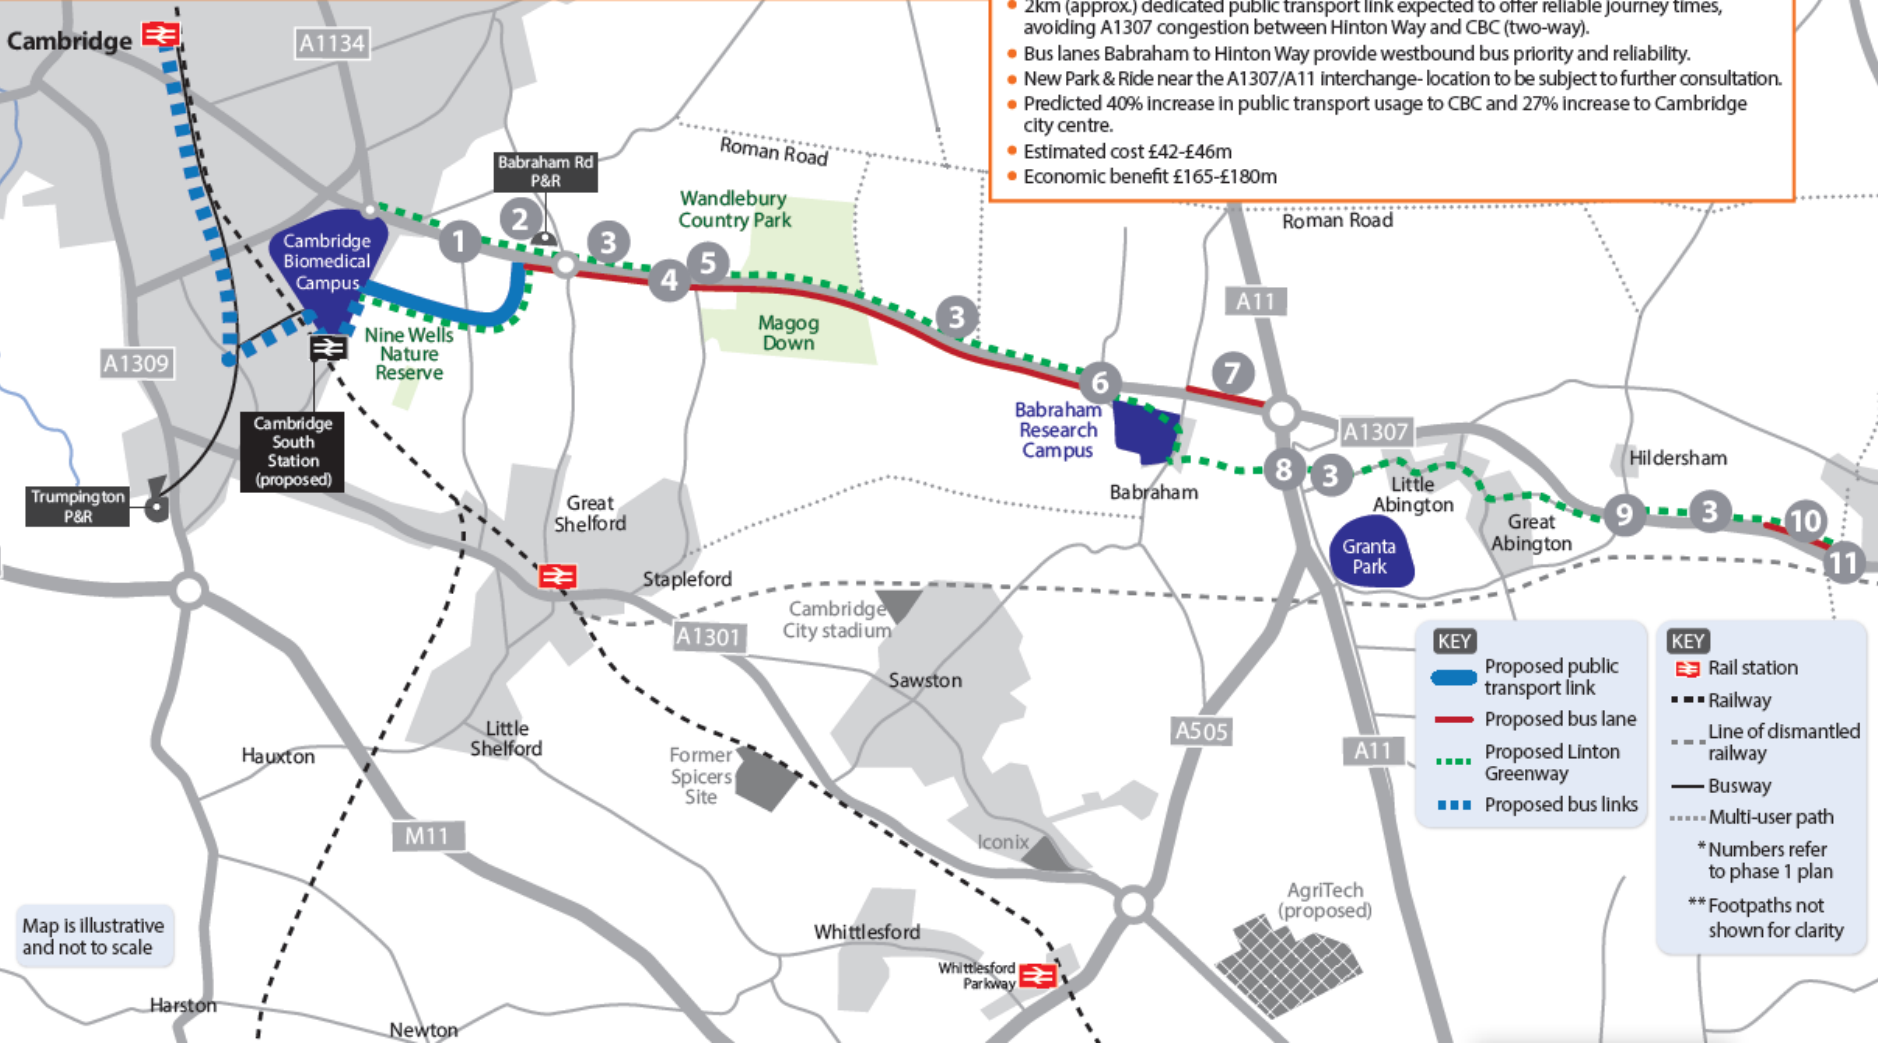 2km (approx.) dedicated public transport link expected to offer reliable journey times,
avoiding A1307 congestion between Hinton Way and CBC (two-way).
Bus lanes Babraham to Hinton Way provide westbound bus priority and reliability.
New Park & Ride near the A1307/A11 interchange- location to be subject to further consultation.
Predicted 40% increase in public transport usage to CBC and 27% increase to Cambridge
city centre.
Estimated cost £42-£46m
Economic benefit £165-£180m
Cambridge
A1134
Roman Road
Babraham Rd
P&R
Wandlebury
Country Park
Roman Road
Cambridge
Biomedical
Campus
1
2
3
4
5
3
A11
Nine Wells
Nature
Reserve
Magog
Down
A1309
6
7
Babraham
Research
Campus
A1307
Cambridge
South
Station
(proposed)
Hildersham
8
3
Little
Abington
Babraham
Trumpington
P&R
Great
Shelford
Great
Abington
9
3
10
11
Granta
Park
Stapleford
Cambridge
City stadium
A1301
Sawston
Little
Shelford
Hauxton
Former
Spicers
Site
A505
A11
M11
Iconix
AgriTech
(proposed)
Whittlesford
Whittlesford
Parkway
Map is illustrative
and not to scale
Harston
Newton
KEY
Proposed public
transport link
Proposed bus lane
Proposed Linton
Greenway
Proposed bus links
KEY
Rail station
Railway
Line of dismantled
railway
Busway
Multi-user path
* Numbers refer
to phase 1 plan
** Footpaths not
shown for clarity